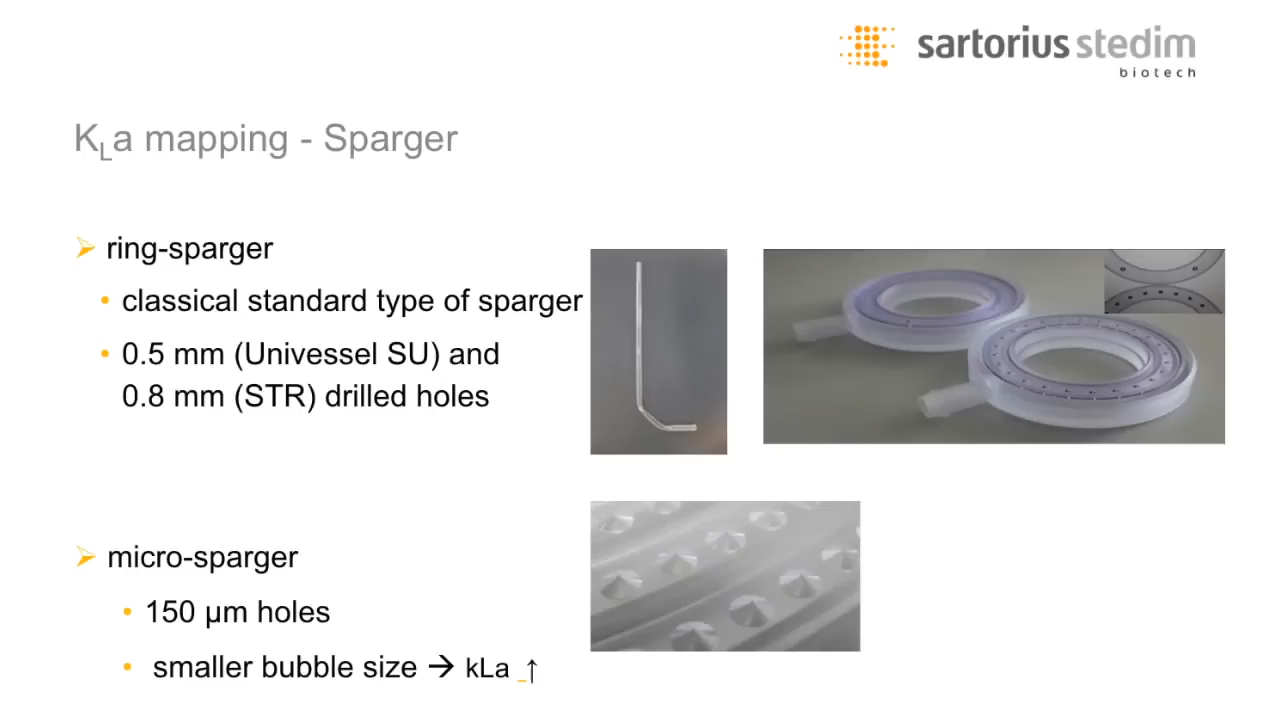 sartorius stedim
biotech
KLa mapping - Sparger
➢ ring-sparger
• classical standard type of sparger
• 0.5 mm (Univessel SU) and
0.8 mm (STR) drilled holes
➢ micro-sparger
• 150 µm holes
• smaller bubble size → kLa _↑